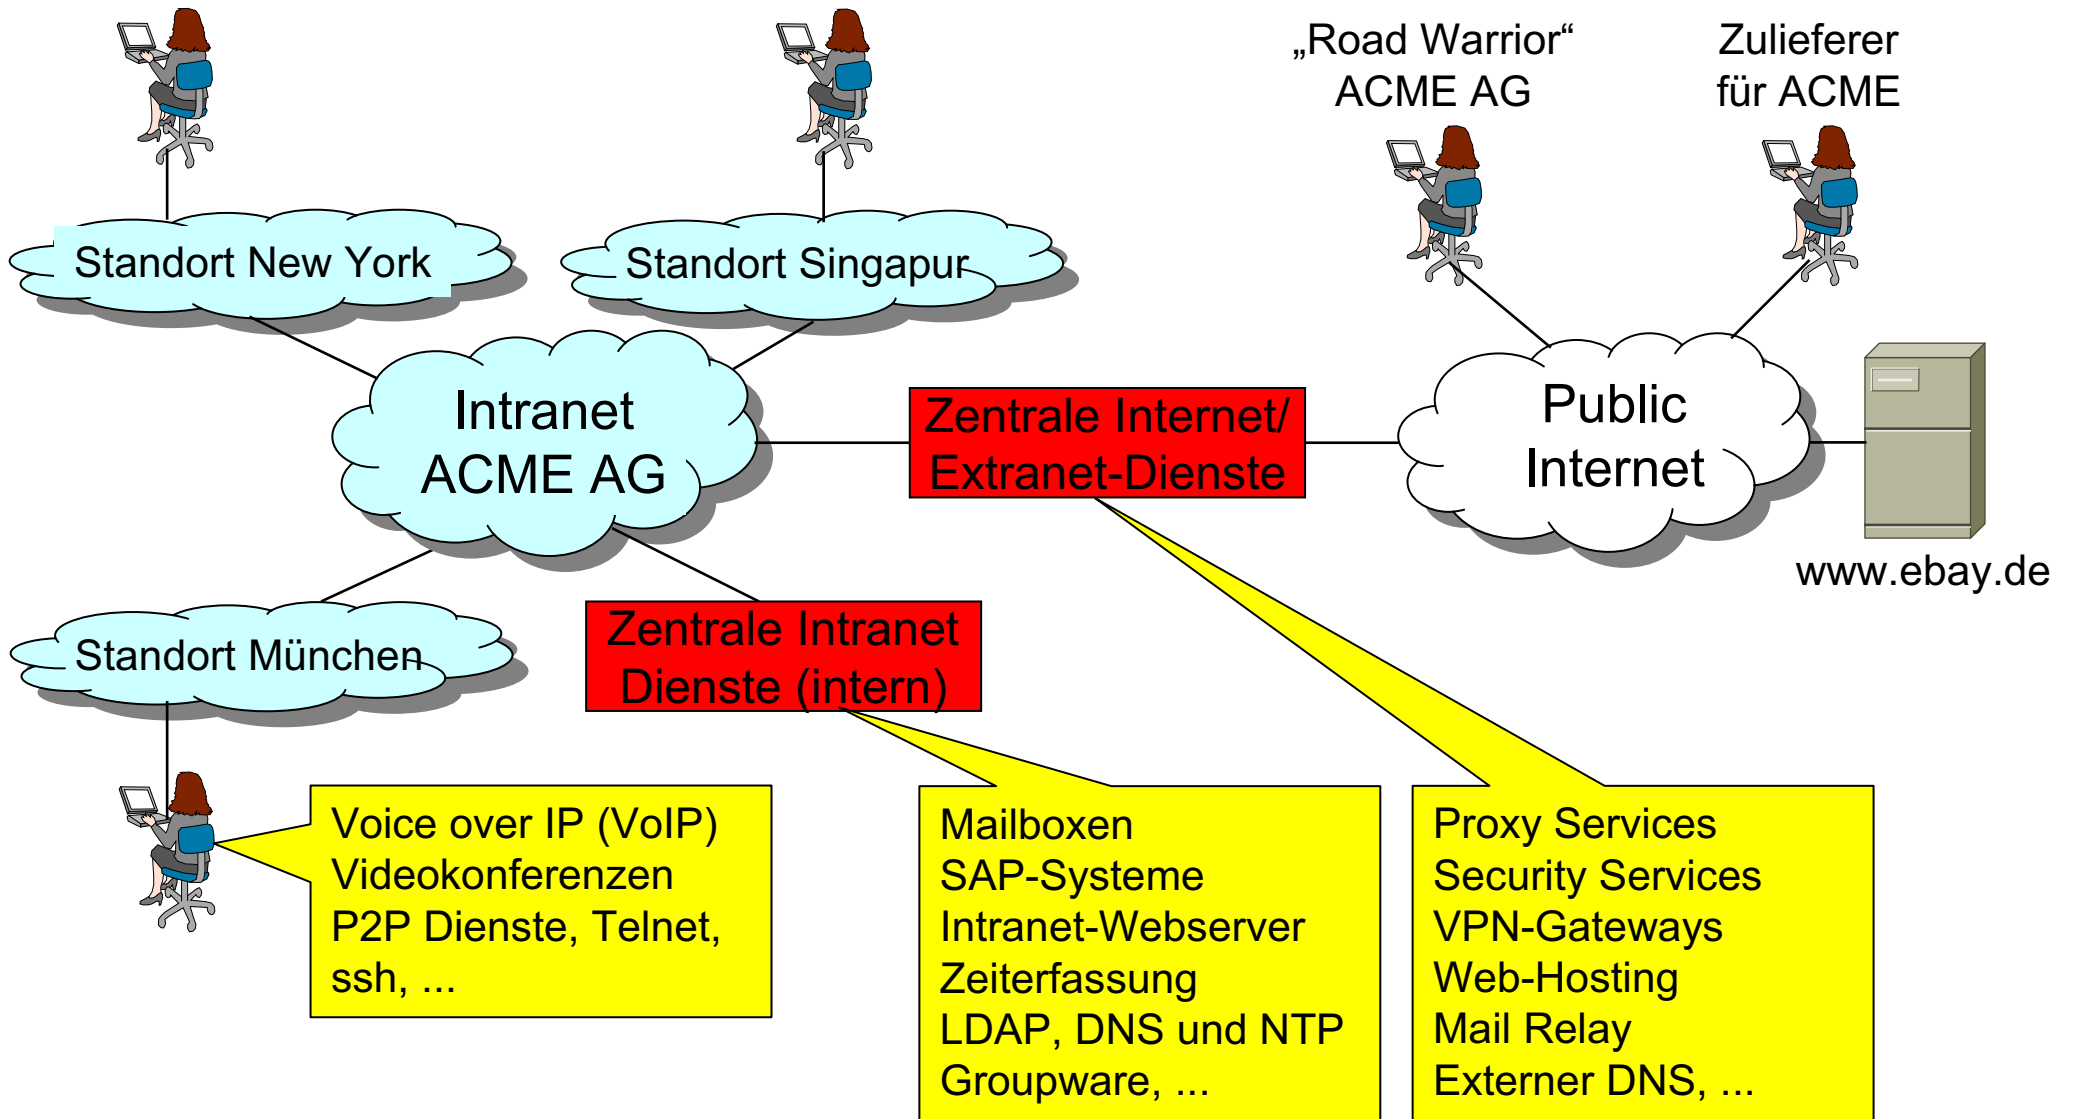 „Road Warrior“
ACME AG
Zulieferer
für ACME
Standort New York
Standort Singapur
Intranet
ACME AG
Zentrale Internet/
Extranet-Dienste
Public
Internet
www.ebay.de
Standort München
Zentrale Intranet
Dienste (intern)
Voice over IP (VoIP)
Videokonferenzen
P2P Dienste, Telnet,
ssh, ...
Mailboxen
SAP-Systeme
Intranet-Webserver
Zeiterfassung
LDAP, DNS und NTP
Groupware, ...
Proxy Services
Security Services
VPN-Gateways
Web-Hosting
Mail Relay
Externer DNS, ...